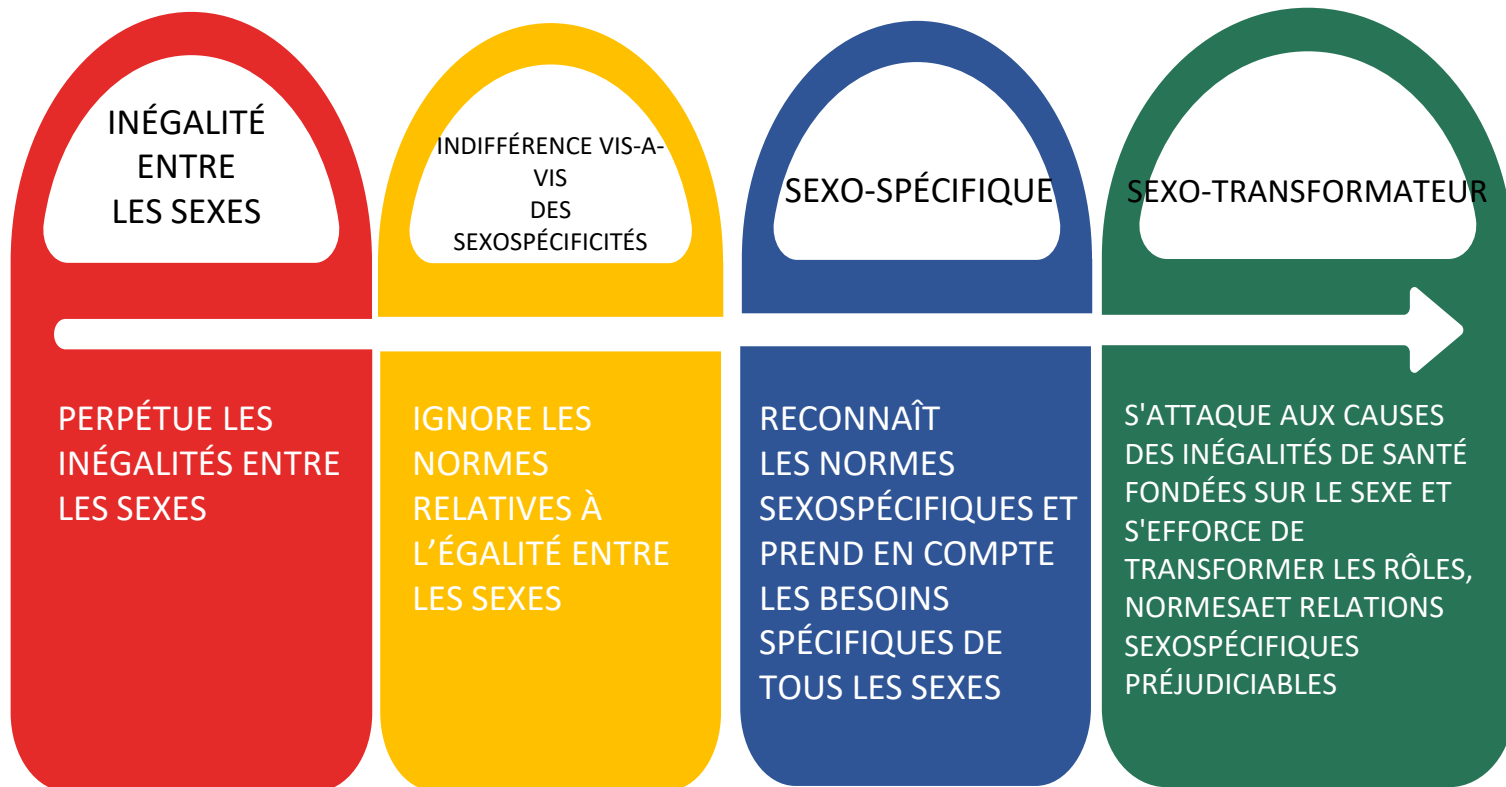 INÉGALITÉ
ENTRE
LES SEXES
PERPÉTUE LES
INÉGALITÉS ENTRE
LES SEXES
INDIFFÉRENCE VIS-A-
VIS
DES
SEXOSPÉCIFICITÉS
IGNORE LES
NORMES
RELATIVES À
L’ÉGALITÉ ENTRE
LES SEXES
SEXO-SPÉCIFIQUE
RECONNAÎT
LES NORMES
SEXOSPÉCIFIQUES ET
PREND EN COMPTE
LES BESOINS
SPÉCIFIQUES DE
TOUS LES SEXES
SEXO-TRANSFORMATEUR
S'ATTAQUE AUX CAUSES
DES INÉGALITÉS DE SANTÉ
FONDÉES SUR LE SEXE ET
S'EFFORCE DE
TRANSFORMER LES RÔLES,
NORMESAET RELATIONS
SEXOSPÉCIFIQUES
PRÉJUDICIABLES